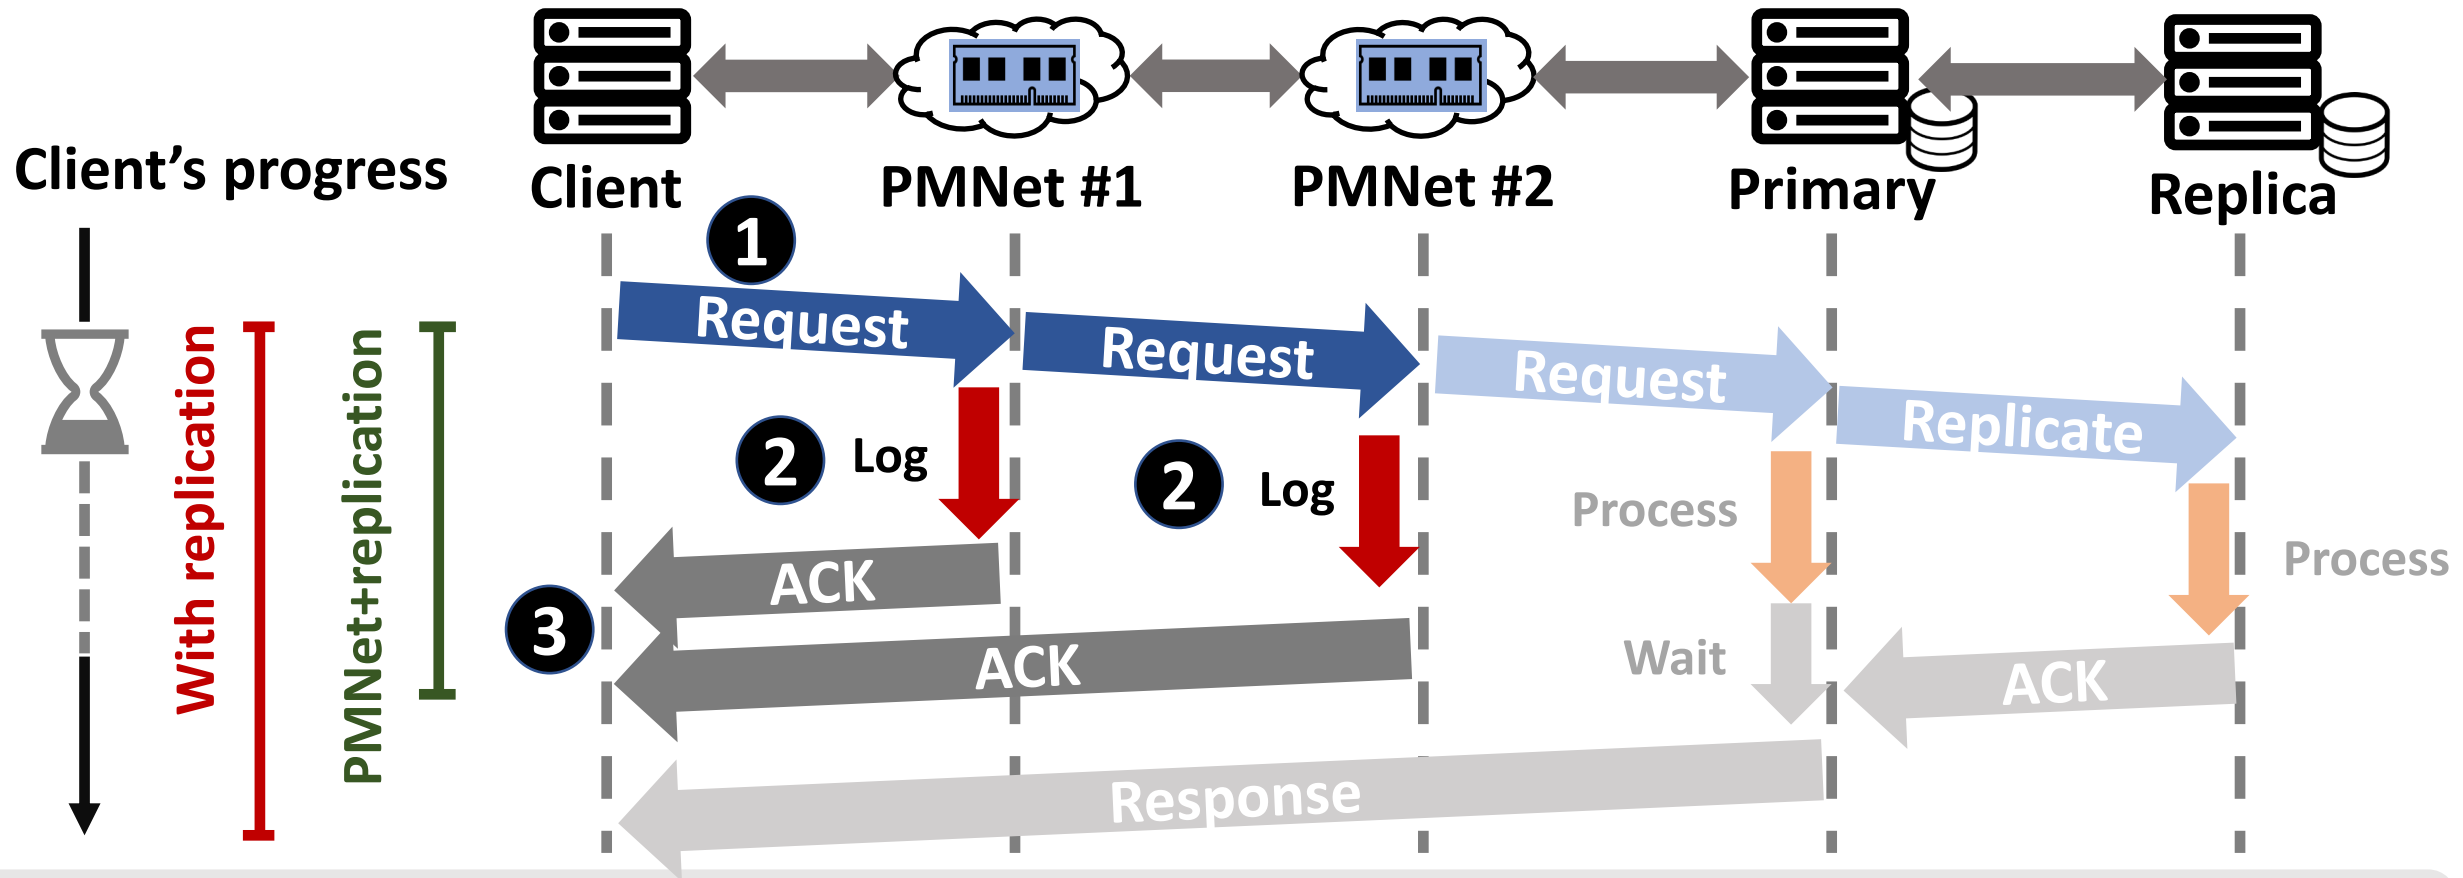 Client's progress
Client
PMNet #1
PMNet #2
Primary
Replica
With replication
PMNet+replication
1
Request
Request
Request
Replicate
2
Log
2
Log
Process
Process
3
ACK
ACK
Wait
ACK
Response